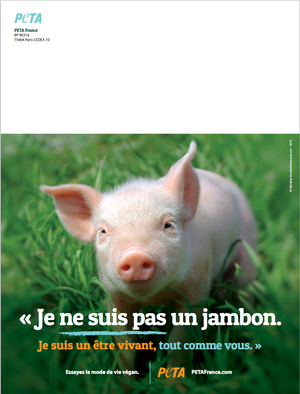 PETA
PETA France
BP 90318
75464 Paris CEDEX 10
« Je ne suis pas un jambon.
Je suis un être vivant, tout comme vous. »
Essayez le mode de vie végan.
PETA
PETAFrance.com